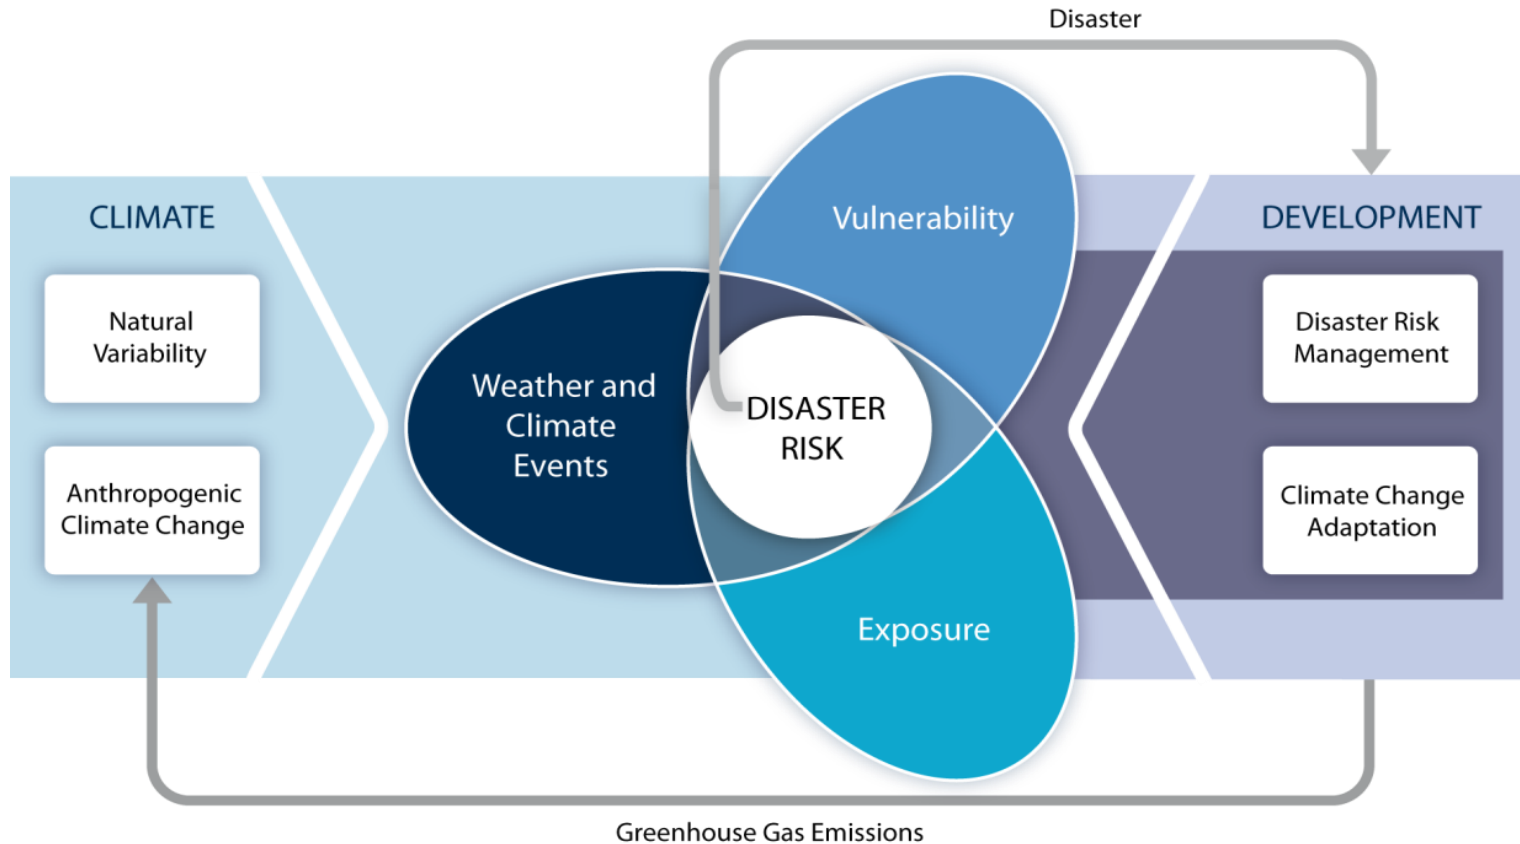 Disaster
CLIMATE
Natural
Variability
Anthropogenic
Climate Change
Weather and
Climate
Events
Vulnerability
DISASTER
RISK
Exposure
DEVELOPMENT
Disaster Risk
Management
Climate Change
Adaptation
Greenhouse Gas Emissions